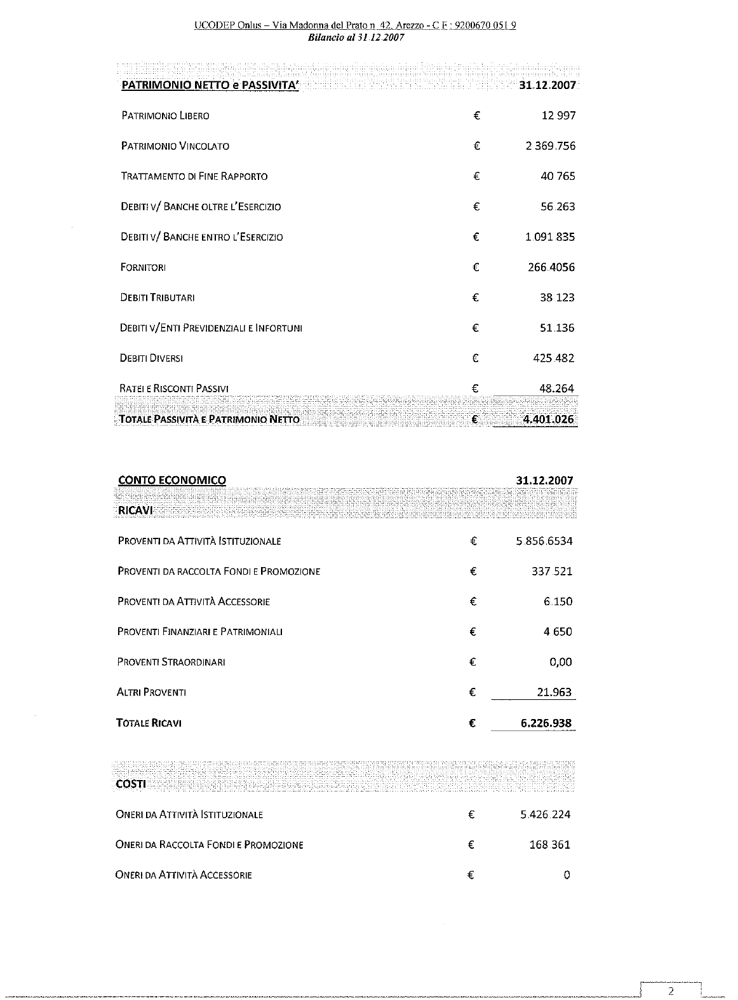 UCODEP Onlus – Via Madonna del Prato n. 42, Arezzo - C F : 9200670 051 9
Bilancio al 31.12.2007
PATRIMONIO NETTO e PASSIVITA' 31.12.2007
PATRIMONIO LIBERO € 12 997
PATRIMONIO VINCOLATO € 2 369.756
TRATTAMENTO DI FINE RAPPORTO € 40 765
DEBITI V/ BANCHE OLTRE L'ESERCIZIO € 56.263
DEBITI V/ BANCHE ENTRO L'ESERCIZIO € 1.091.835
FORNITORI € 266.4056
DEBITI TRIBUTARI € 38 123
DEBITI V/ENTI PREVIDENZIALI E INFORTUNI € 51.136
DEBITI DIVERSI € 425.482
RATEI E RISCONTI PASSIVI € 48.264
TOTALE PASSIVITÀ E PATRIMONIO NETTO € 4.401.026
CONTO ECONOMICO 31.12.2007
RICAVI
PROVENTI DA ATTIVITÀ ISTITUZIONALE € 5.856.6534
PROVENTI DA RACCOLTA FONDI E PROMOZIONE € 337.521
PROVENTI DA ATTIVITÀ ACCESSORIE € 6.150
PROVENTI FINANZIARI E PATRIMONIALI € 4 650
PROVENTI STRAORDINARI € 0,00
ALTRI PROVENTI € 21.963
TOTALE RICAVI € 6.226.938
COSTI
ONERI DA ATTIVITÀ ISTITUZIONALE € 5.426.224
ONERI DA RACCOLTA FONDI E PROMOZIONE € 168.361
ONERI DA ATTIVITÀ ACCESSORIE € 0
2